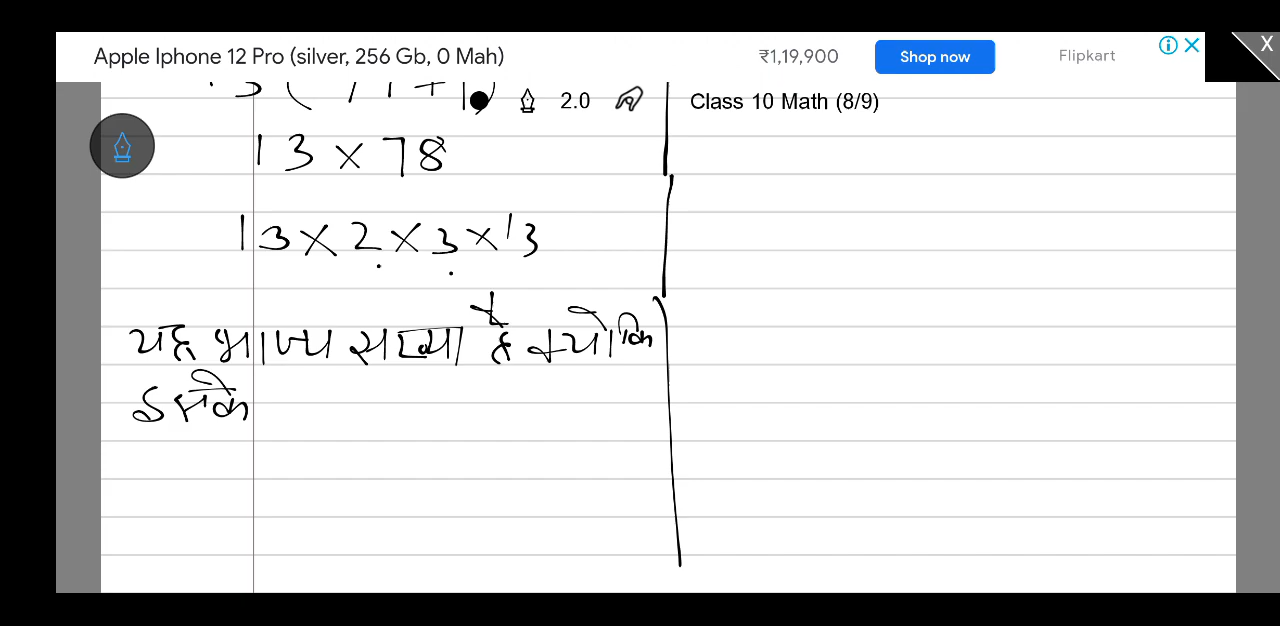 Apple Iphone 12 Pro (silver, 256 Gb, 0 Mah) ₹1,19,900 Shop now Flipkart X
2.0 Class 10 Math (8/9)
13 × 78
13 × 2 × 3 × 13
यह भाज्य संख्या है क्योंकि
इसके